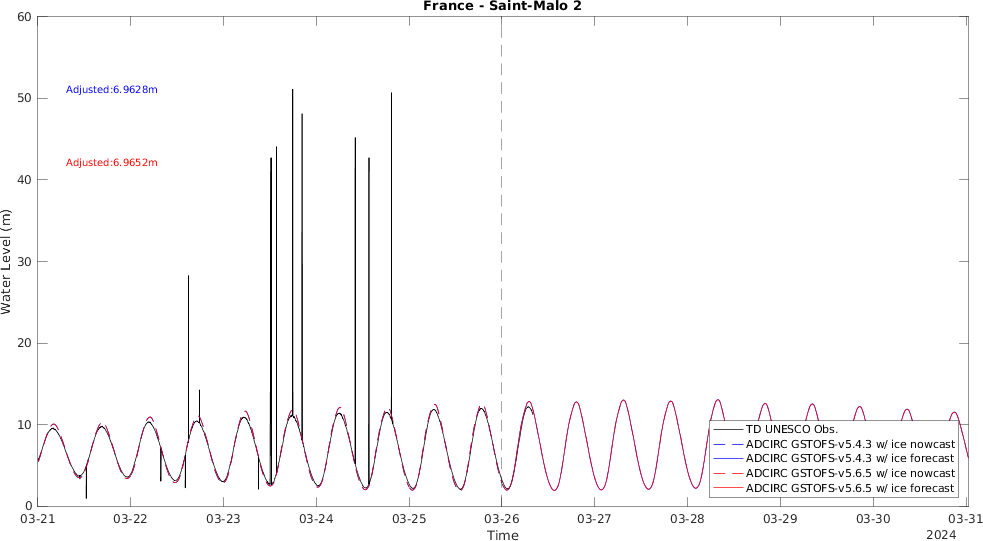 France - Saint-Malo 2
60
50
40
30
20
10
0
Water Level (m)
Adjusted:6.9628m
Adjusted:6.9652m
TD UNESCO Obs.
ADCIRC GSTOFS-v5.4.3 w/ ice nowcast
ADCIRC GSTOFS-v5.4.3 w/ ice forecast
ADCIRC GSTOFS-v5.6.5 w/ ice nowcast
ADCIRC GSTOFS-v5.6.5 w/ ice forecast
03-21 03-22 03-23 03-24 03-25 03-26 03-27 03-28 03-29 03-30 03-31
Time
2024